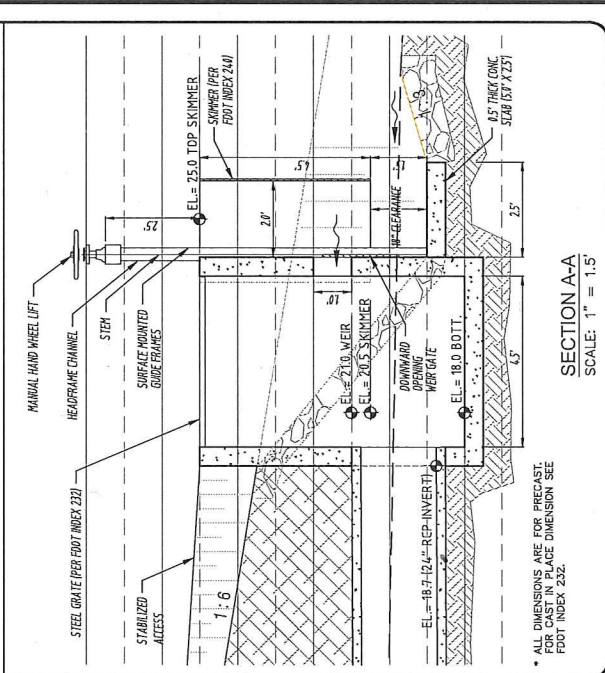 MANUAL HAND WHEEL LIFT
HEADFRAME CHANNEL
STEM
SURFACE MOUNTED
GUIDE FRAMES
STEEL GRATE (PER FDOT INDEX 232)
STABILIZED
ACCESS
1:6
2.5'
EL.= 25.0 TOP SKIMMER
SKIMMER (PER
FDOT INDEX 240)
4.5'
2.0'
1.5'
18" CLEARANCE
1:3
0.5' THICK CONC.
SLAB (5.0' X 2.5')
1.0'
EL.= 21.0 WEIR
EL.= 20.5 SKIMMER
DOWNWARD
OPENING
WEIR GATE
EL.= 18.0 BOTT.
EL.= 18.7 (24" RCP INVERT)
4.5'
2.5'
SECTION A-A
SCALE: 1" = 1.5'
* ALL DIMENSIONS ARE FOR PRECAST.
FOR CAST IN PLACE DIMENSION SEE
FDOT INDEX 232.